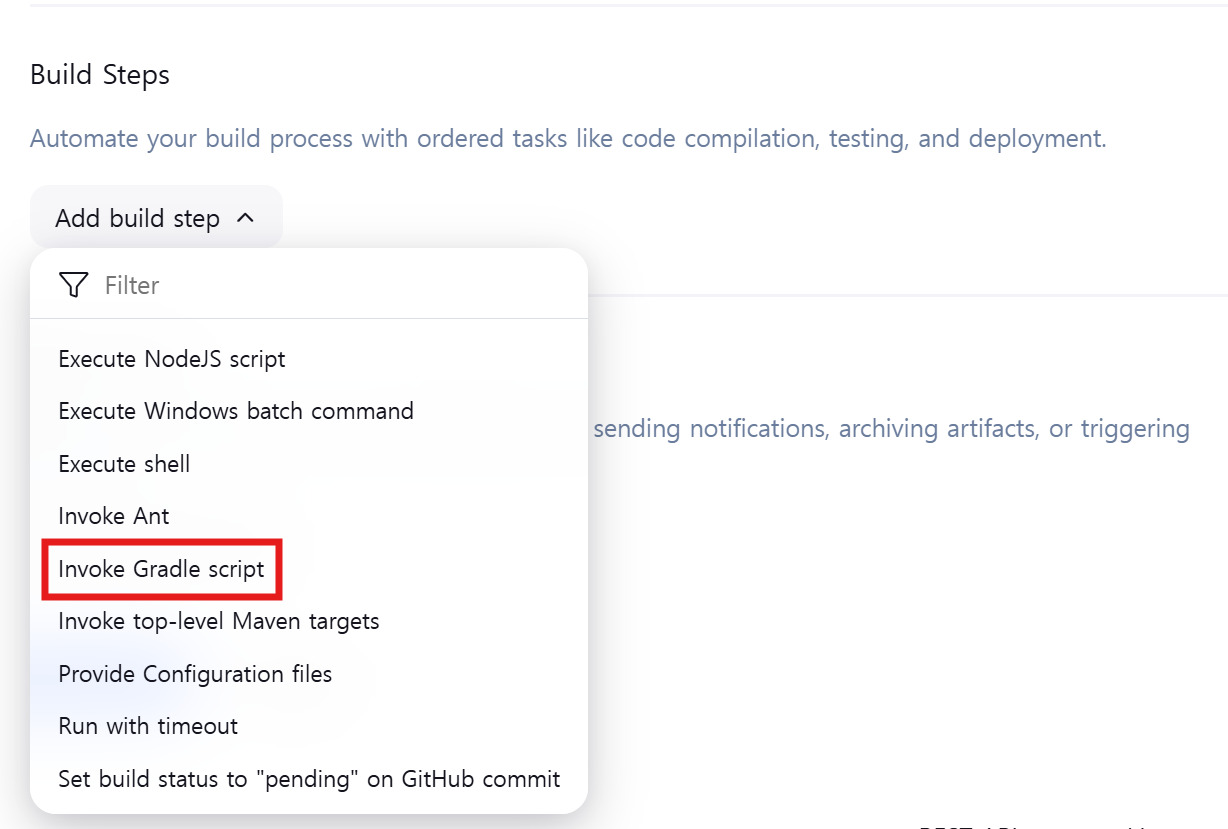 Build Steps
Automate your build process with ordered tasks like code compilation, testing, and deployment.
Add build step
Filter
Execute NodeJS script
Execute Windows batch command
sending notifications, archiving artifacts, or triggering
Execute shell
Invoke Ant
Invoke Gradle script
Invoke top-level Maven targets
Provide Configuration files
Run with timeout
Set build status to "pending" on GitHub commit